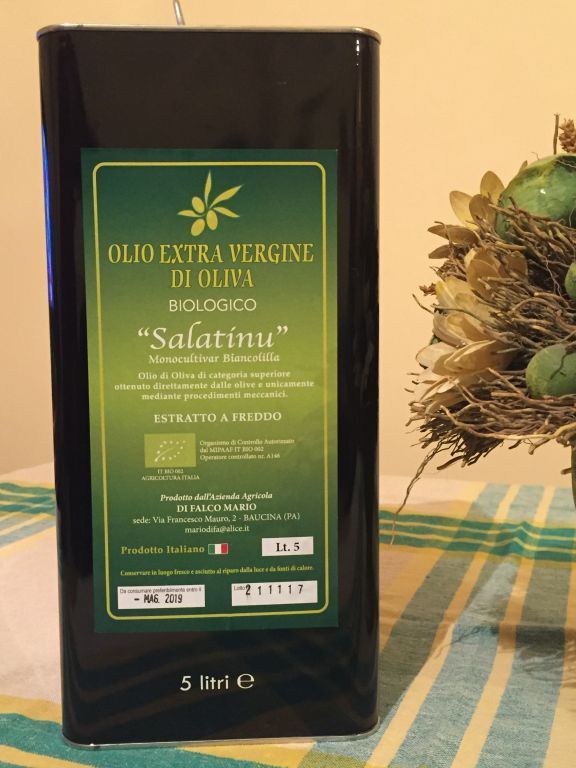 OLIO EXTRA VERGINE
DI OLIVA
BIOLOGICO
“Salatinu”
Monocultivar Biancolilla
Olio di Oliva di categoria superiore
ottenuto direttamente dalle olive e unicamente
mediante procedimenti meccanici.
ESTRATTO A FREDDO
Organismo di Controllo Autorizzato
dal MIPAAF IT BIO 002
Operatore controllato nr. A146
IT BIO 002
AGRICOLTURA ITALIA
Prodotto dall'Azienda Agricola
DI FALCO MARIO
sede: Via Francesco Mauro, 2 - BAUCINA (PA)
mariodifa@alice.it
Prodotto Italiano
Lt. 5
Conservare in luogo fresco e asciutto al riparo dalla luce e da fonti di calore.
Da consumare preferibilmente entro il
- MAG. 2019
Lotto 211117
5 litri ℮